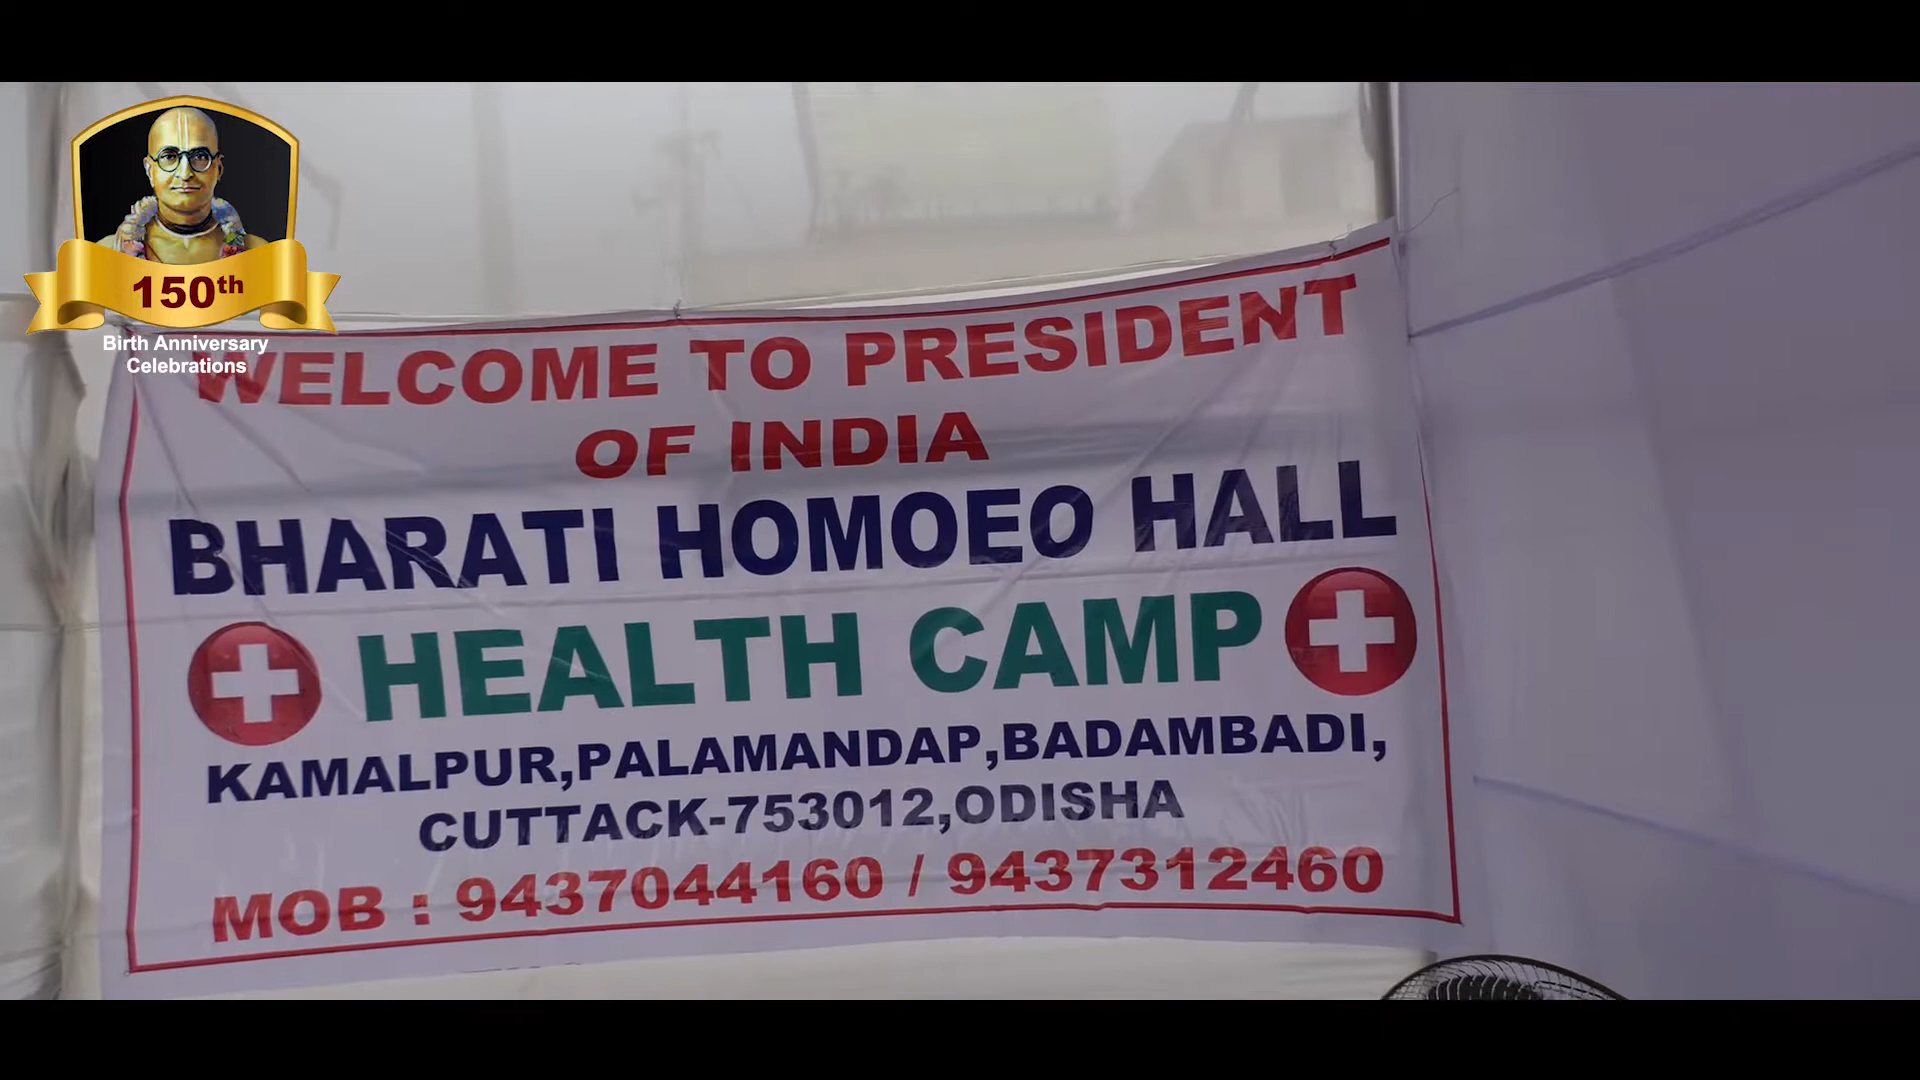 150th
Birth Anniversary
Celebrations
WELCOME TO PRESIDENT
OF INDIA
BHARATI HOMOEO HALL
HEALTH CAMP
KAMALPUR,PALAMANDAP,BADAMBADI,
CUTTACK-753012,ODISHA
MOB : 9437044160 / 9437312460